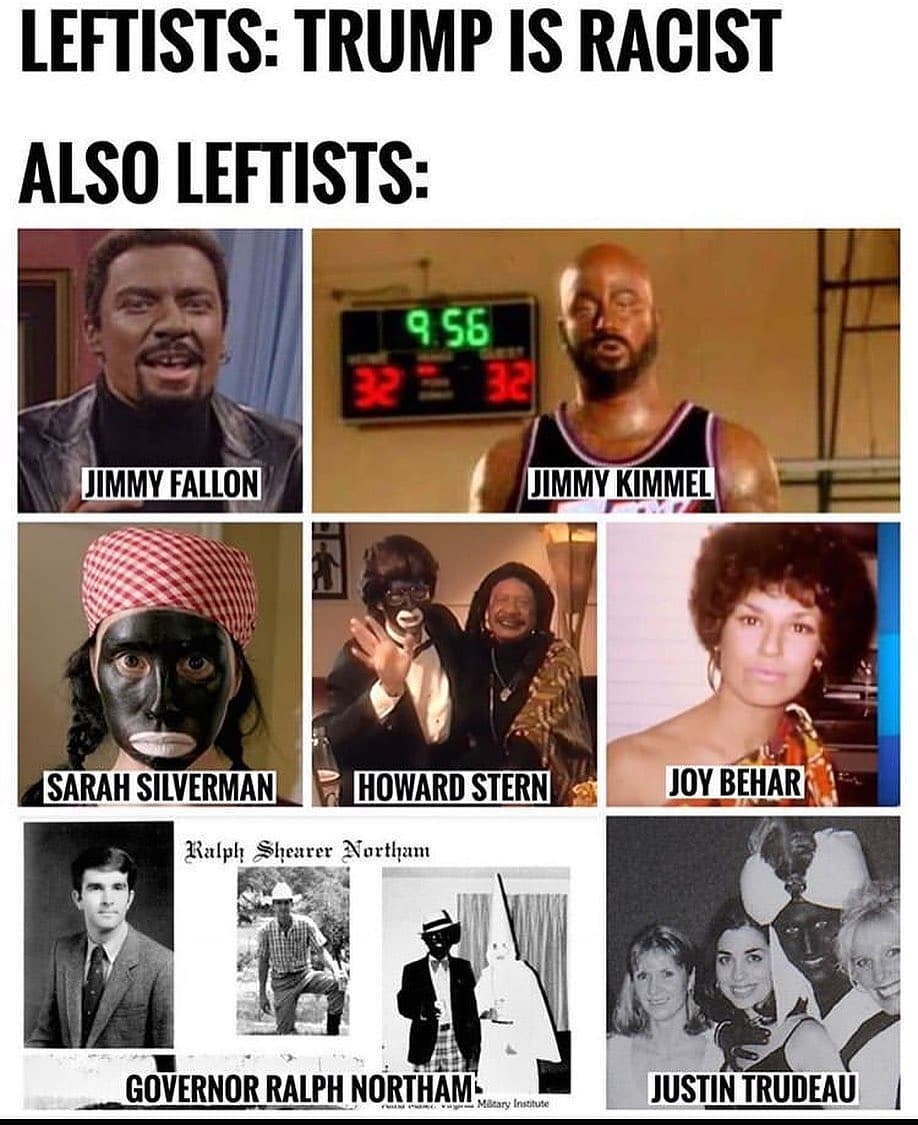 LEFTISTS: TRUMP IS RACIST
ALSO LEFTISTS:
9:56
32 32
JIMMY FALLON
JIMMY KIMMEL
SARAH SILVERMAN
HOWARD STERN
JOY BEHAR
Ralph Shearer Northam
GOVERNOR RALPH NORTHAM
Military Institute
JUSTIN TRUDEAU